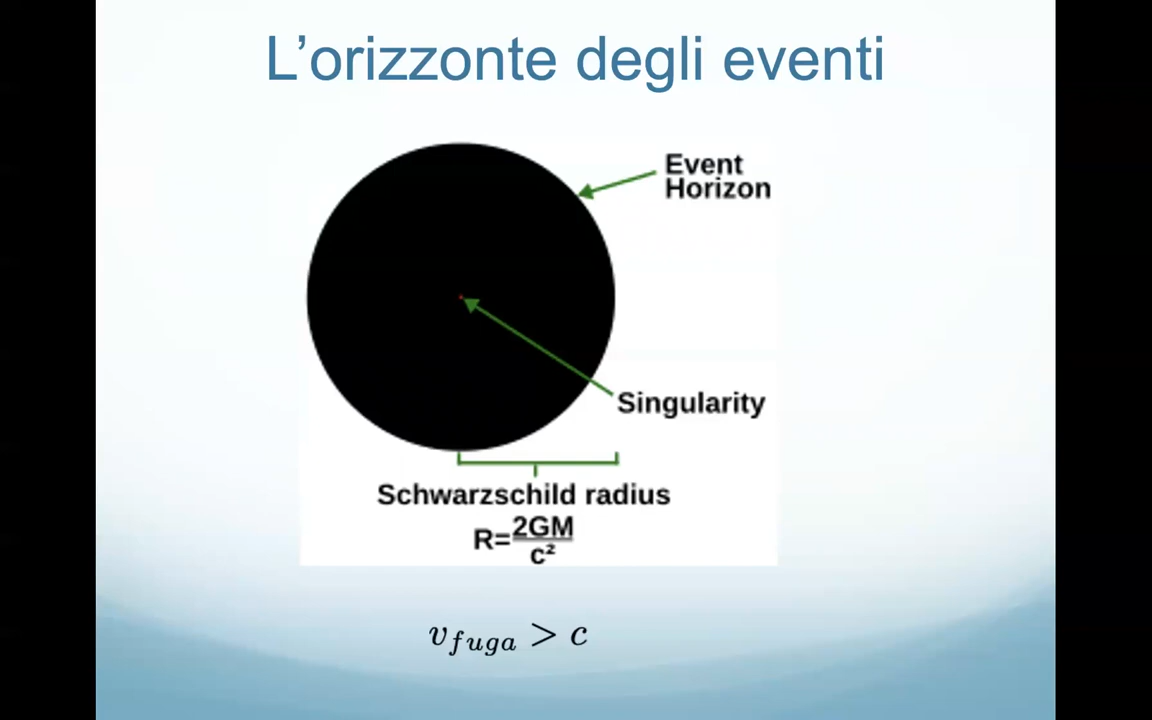 L’orizzonte degli eventi
Event
Horizon
Singularity
Schwarzschild radius
R=2GM/c²
v_fuga > c